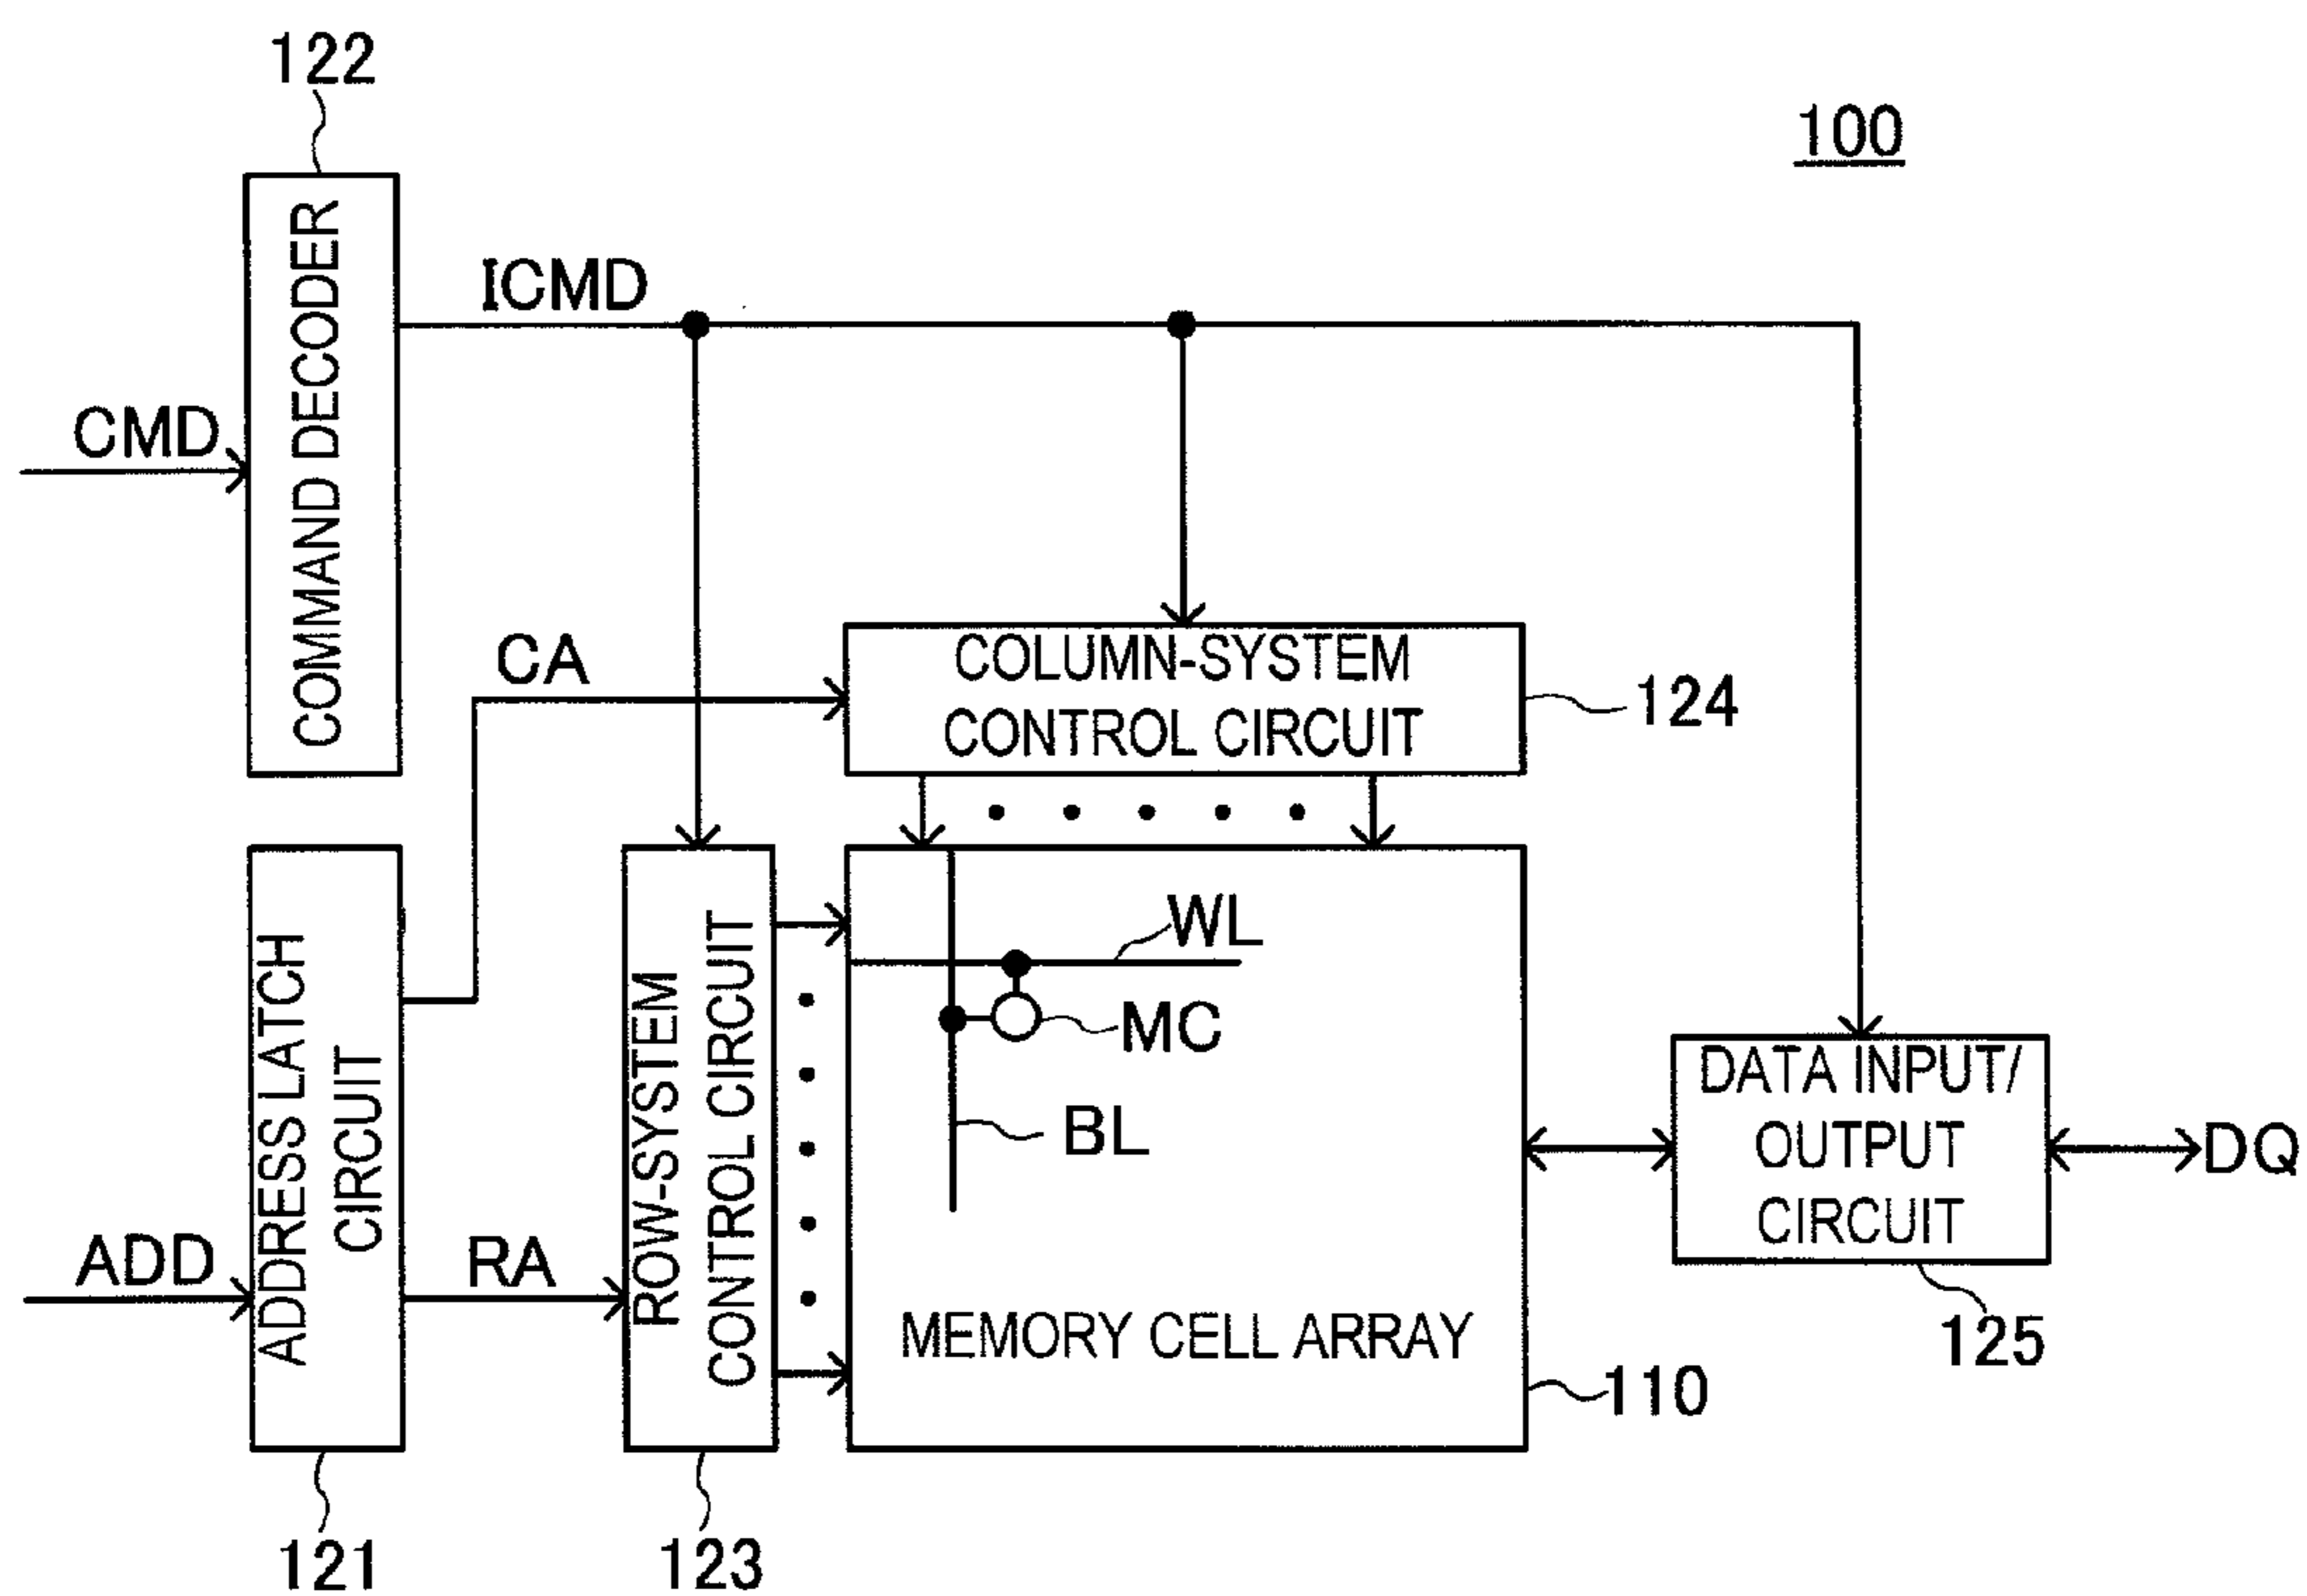 122
100
COMMAND DECODER
ICMD
CMD
CA
COLUMN-SYSTEM
CONTROL CIRCUIT
124
ADDRESS LATCH
CIRCUIT
ROW-SYSTEM
CONTROL CIRCUIT
WL
MC
BL
DATA INPUT/
OUTPUT
CIRCUIT
DQ
ADD
RA
MEMORY CELL ARRAY
125
110
121
123